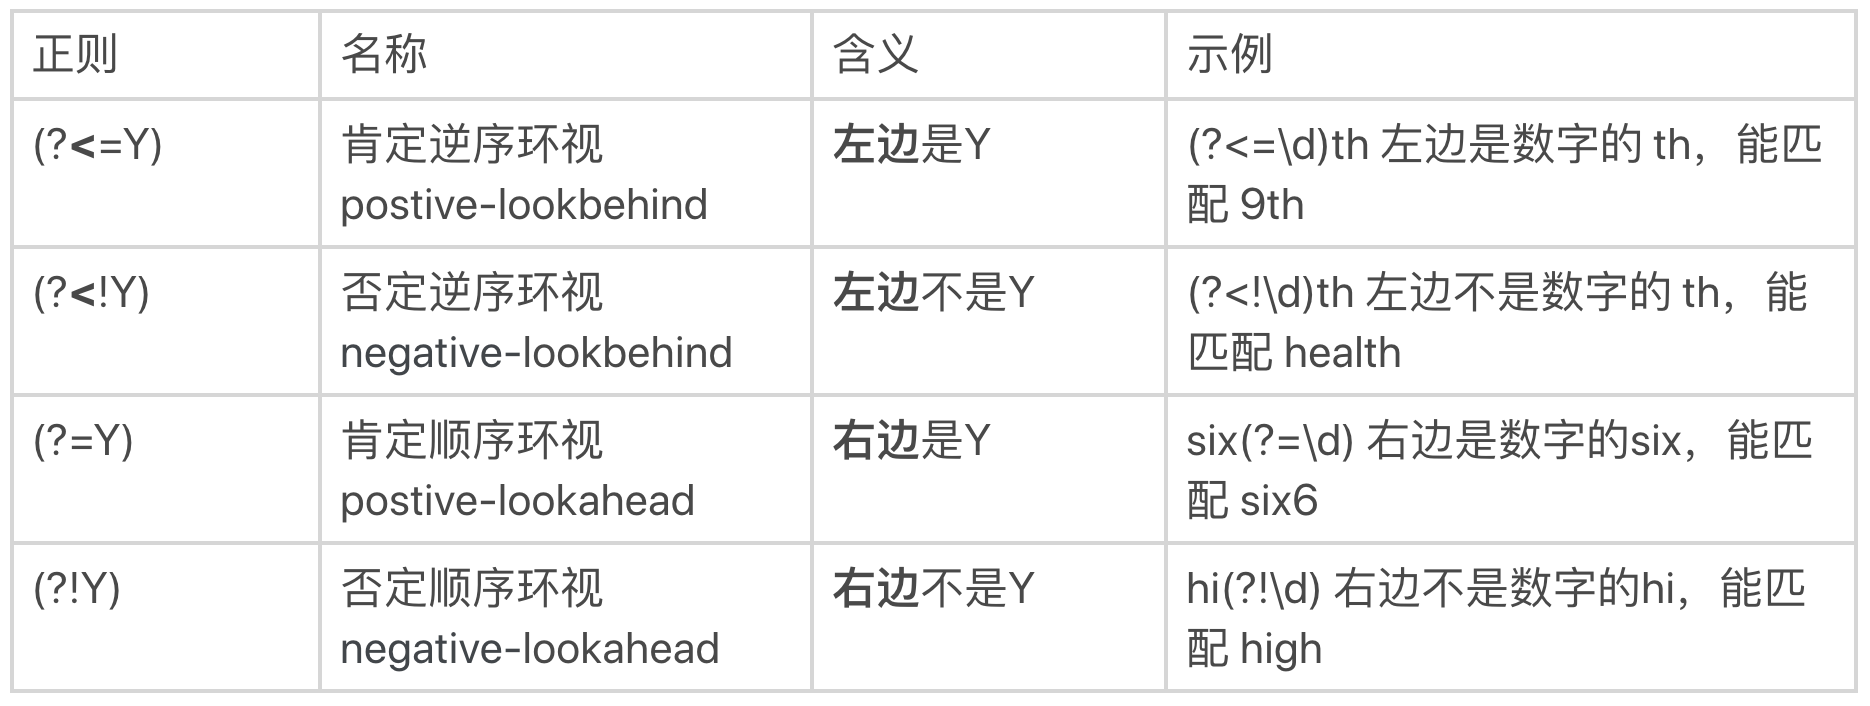 正则 名称 含义 示例
(?<=Y) 肯定逆序环视 左边是Y (?<=\d)th 左边是数字的 th，能匹
postive-lookbehind 配 9th
(?<!Y) 否定逆序环视 左边不是Y (?<!\d)th 左边不是数字的 th，能
negative-lookbehind 匹配 health
(?=Y) 肯定顺序环视 右边是Y six(?=\d) 右边是数字的six，能匹
postive-lookahead 配 six6
(?!Y) 否定顺序环视 右边不是Y hi(?!\d) 右边不是数字的hi，能匹
negative-lookahead 配 high